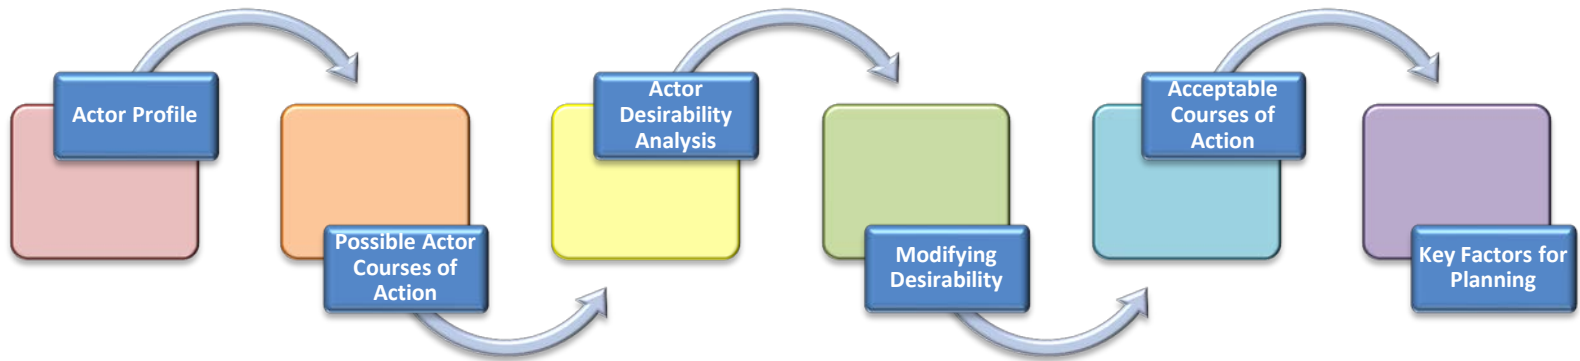 Actor Profile
Possible Actor
Courses of
Action
Actor
Desirability
Analysis
Modifying
Desirability
Acceptable
Courses of
Action
Key Factors for
Planning